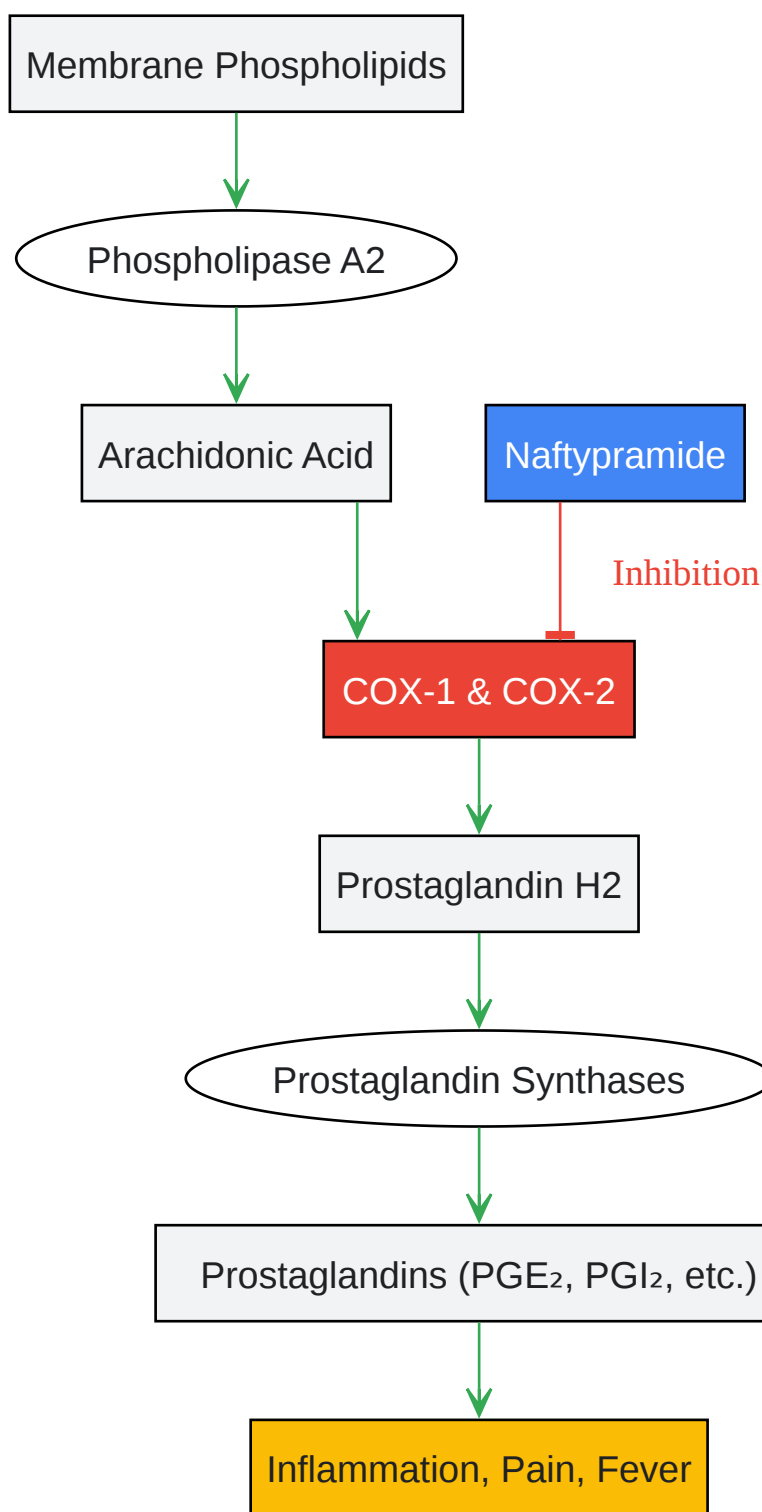 Membrane Phospholipids
Phospholipase A2
Arachidonic Acid
Naftypramide
Inhibition
COX-1 & COX-2
Prostaglandin H2
Prostaglandin Synthases
Prostaglandins (PGE₂, PGI₂, etc.)
Inflammation, Pain, Fever